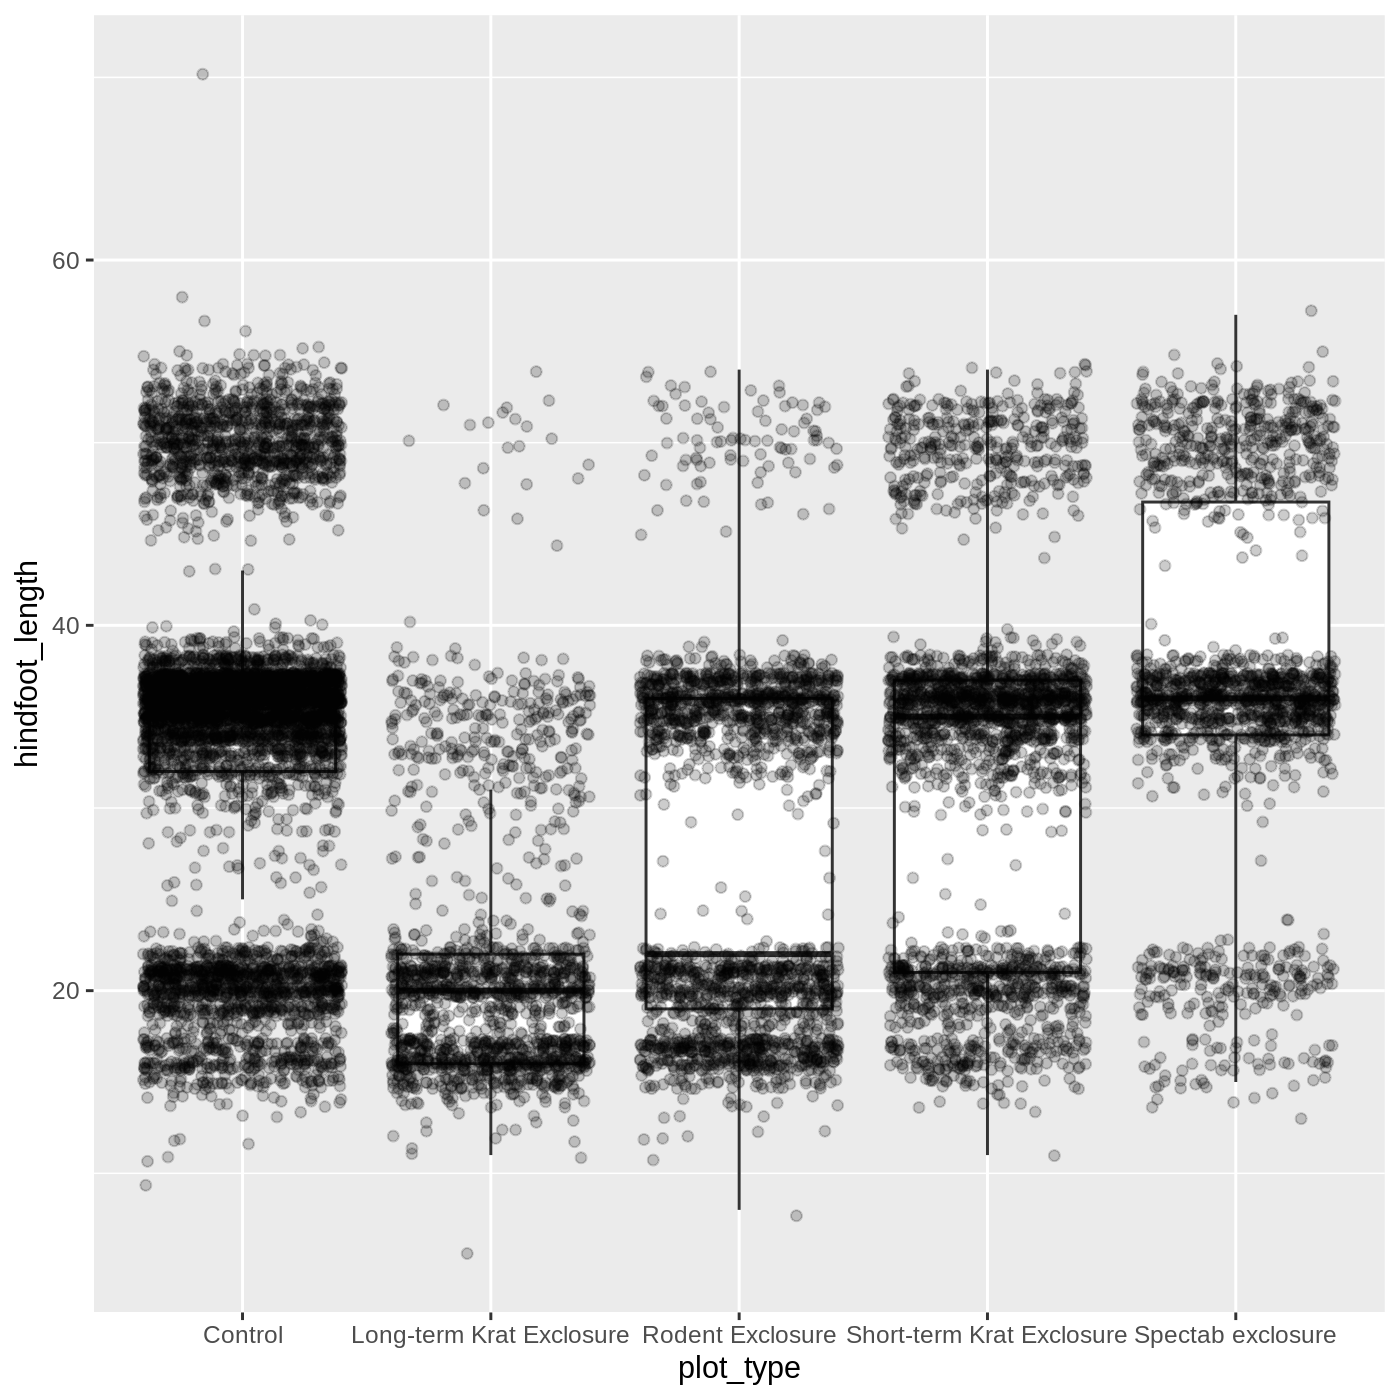 hindfoot_length
60
40
20
Control Long-term Krat Exclosure Rodent Exclosure Short-term Krat Exclosure Spectab exclosure
plot_type